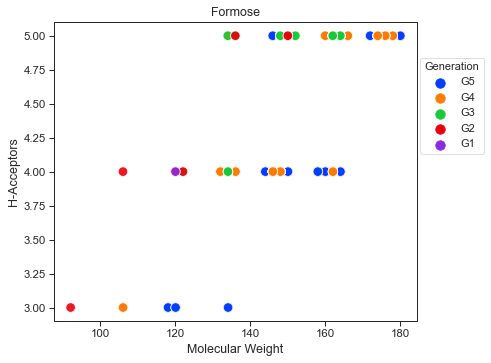 Formose
5.00
4.75
4.50
4.25
4.00
3.75
3.50
3.25
3.00
H-Acceptors
100
120
140
160
180
Molecular Weight
Generation
G5
G4
G3
G2
G1